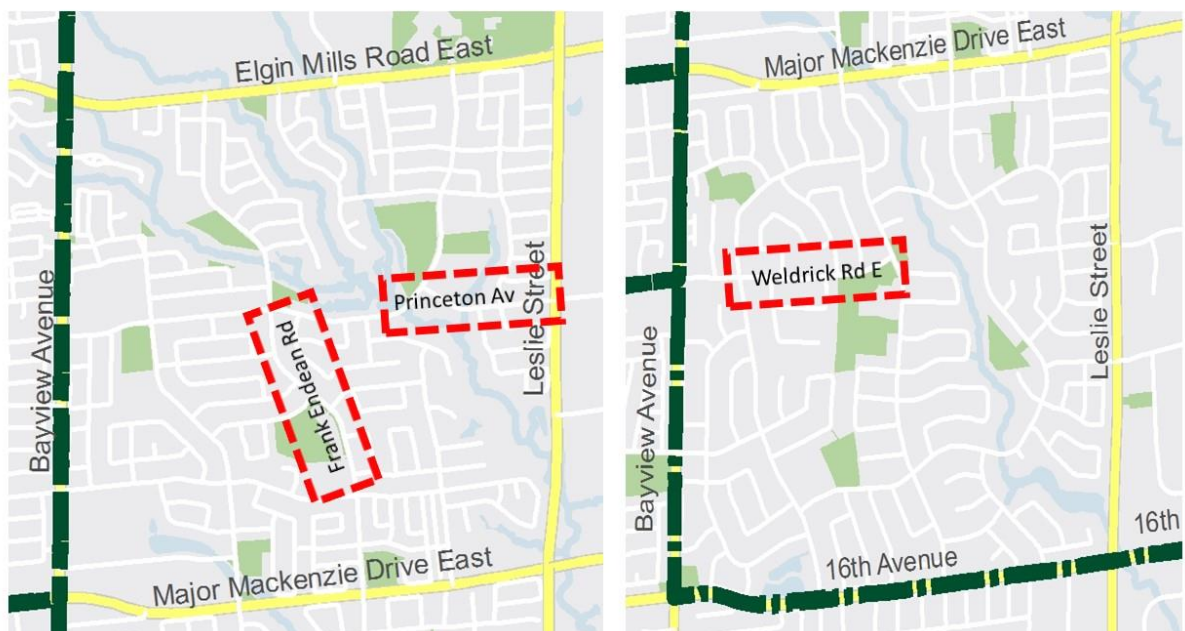 Elgin Mills Road East
Bayview Avenue
Princeton Av
Frank Endean Rd
Leslie Street
Major Mackenzie Drive East
Major Mackenzie Drive East
Weldrick Rd E
Bayview Avenue
Leslie Street
16th Avenue
16th